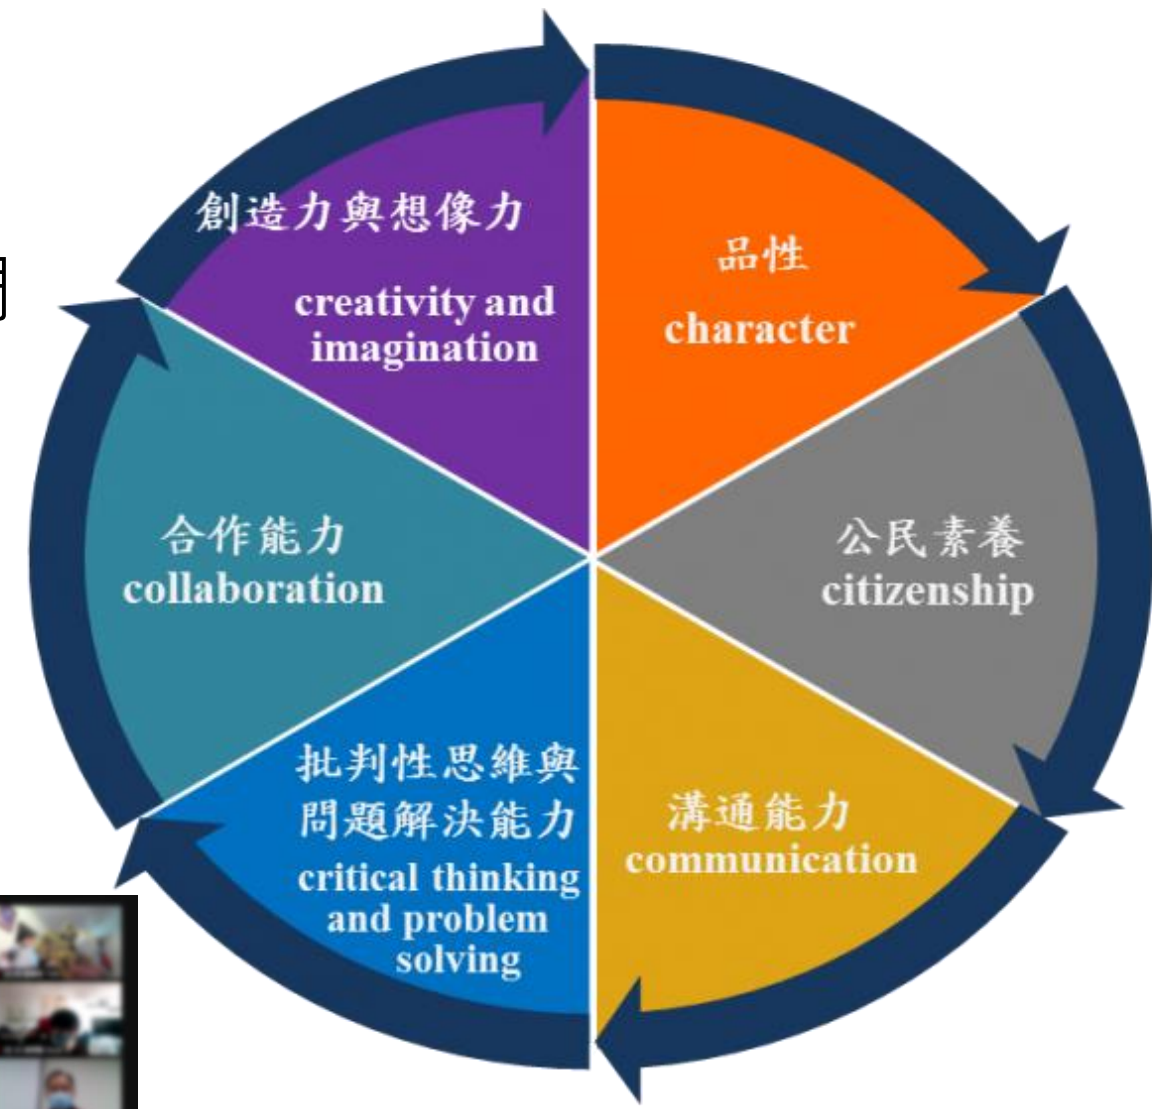 創造力與想像力
creativity and
imagination
品性
character
公民素養
citizenship
溝通能力
communication
批判性思維與
問題解決能力
critical thinking
and problem
solving
合作能力
collaboration